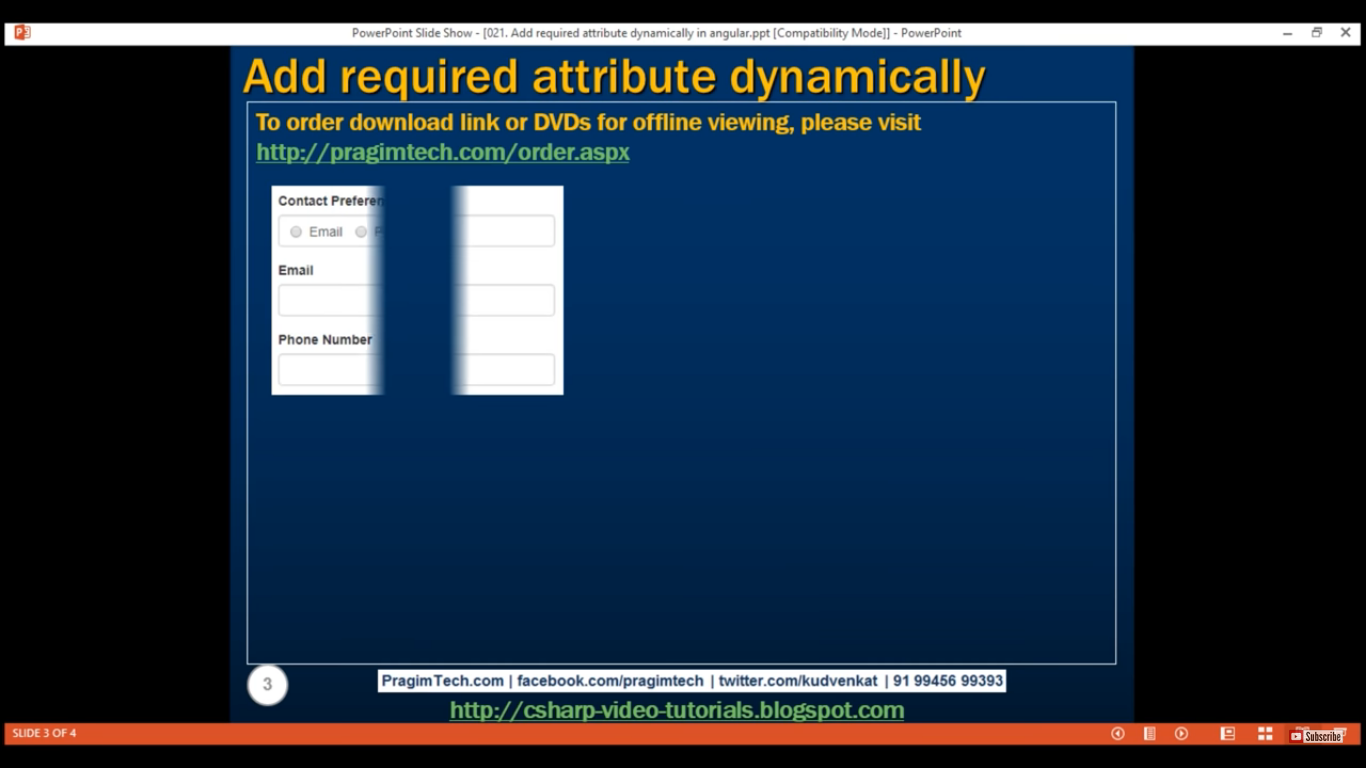 PowerPoint Slide Show - [021. Add required attribute dynamically in angular.ppt [Compatibility Mode]] - PowerPoint
Add required attribute dynamically
To order download link or DVDs for offline viewing, please visit
http://pragimtech.com/order.aspx
Contact
Email
Email
Phone Number
3
PragimTech.com | facebook.com/pragimtech | twitter.com/kudvenkat | 91 99456 99393
http://csharp-video-tutorials.blogspot.com
SLIDE 3 OF 4
Subscribe